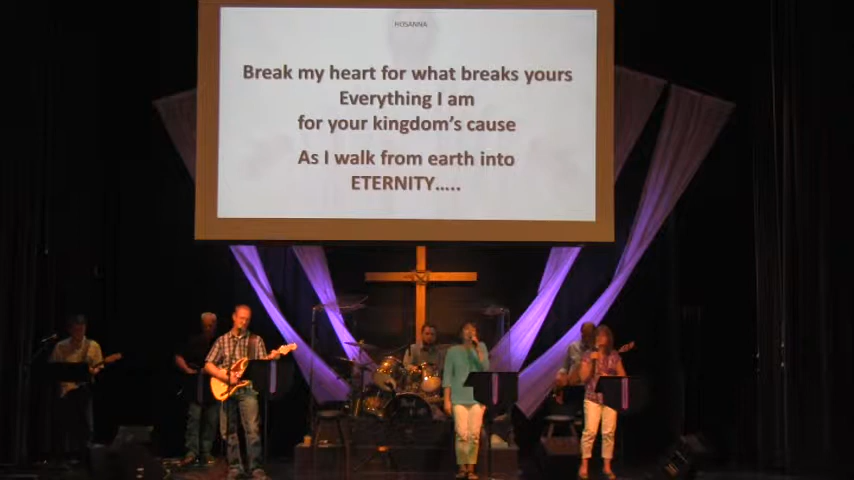 HOSANNA
Break my heart for what breaks yours
Everything I am
for your kingdom's cause
As I walk from earth into
ETERNITY.....